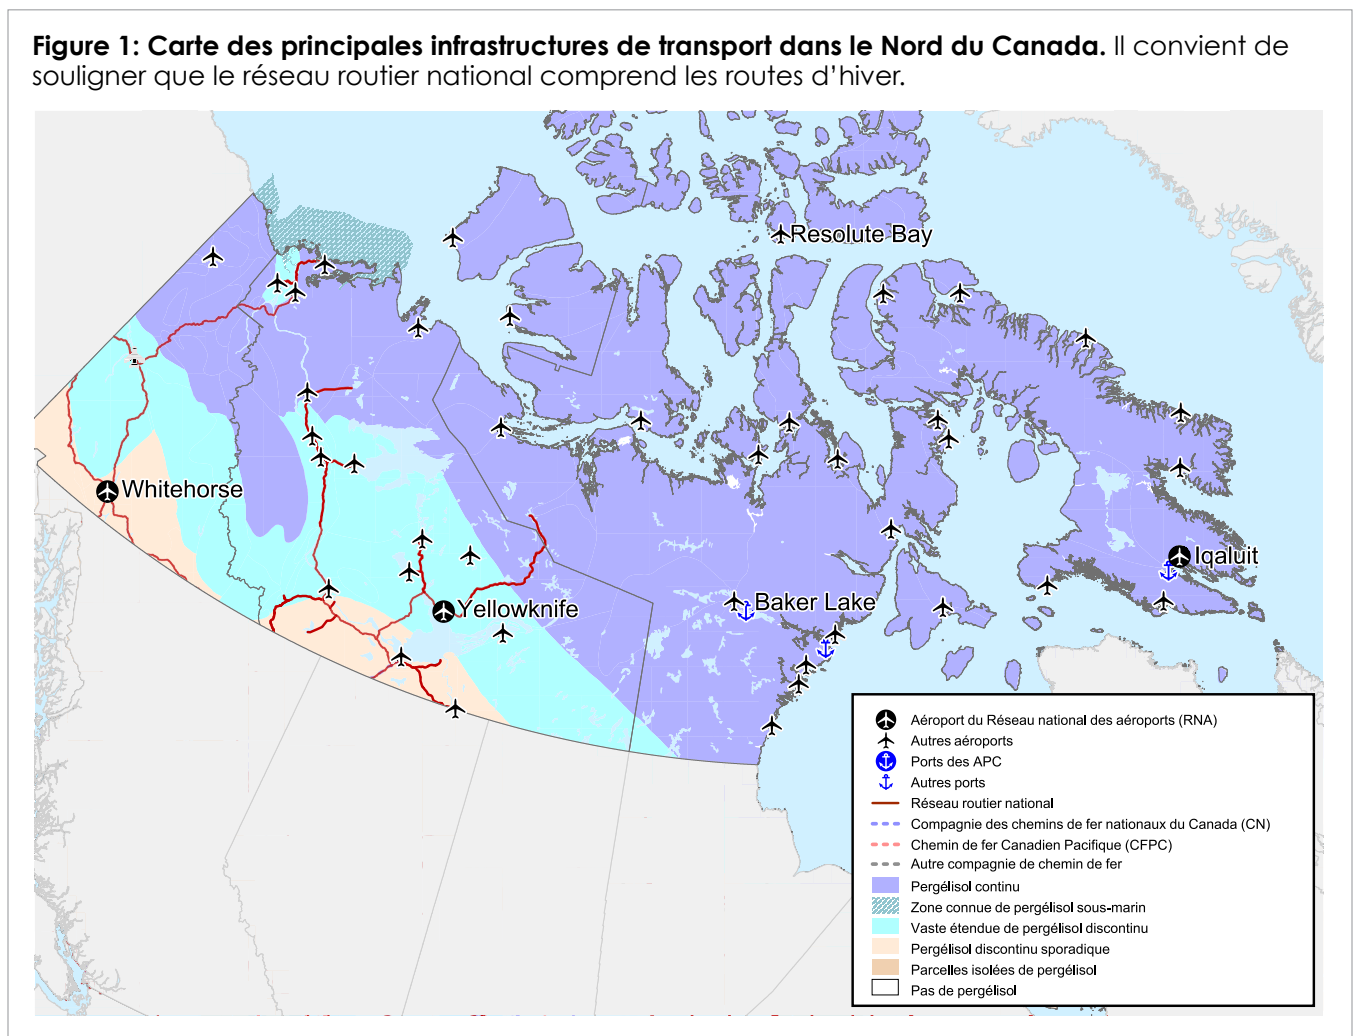 Figure 1: Carte des principales infrastructures de transport dans le Nord du Canada. Il convient de
souligner que le réseau routier national comprend les routes d’hiver.
Resolute Bay
Whitehorse
Iqaluit
Yellowknife
Baker Lake
Aéroport du Réseau national des aéroports (RNA)
Autres aéroports
Ports des APC
Autres ports
Réseau routier national
Compagnie des chemins de fer nationaux du Canada (CN)
Chemin de fer Canadien Pacifique (CFPC)
Autre compagnie de chemin de fer
Pergélisol continu
Zone connue de pergélisol sous-marin
Vaste étendue de pergélisol discontinu
Pergélisol discontinu sporadique
Parcelles isolées de pergélisol
Pas de pergélisol